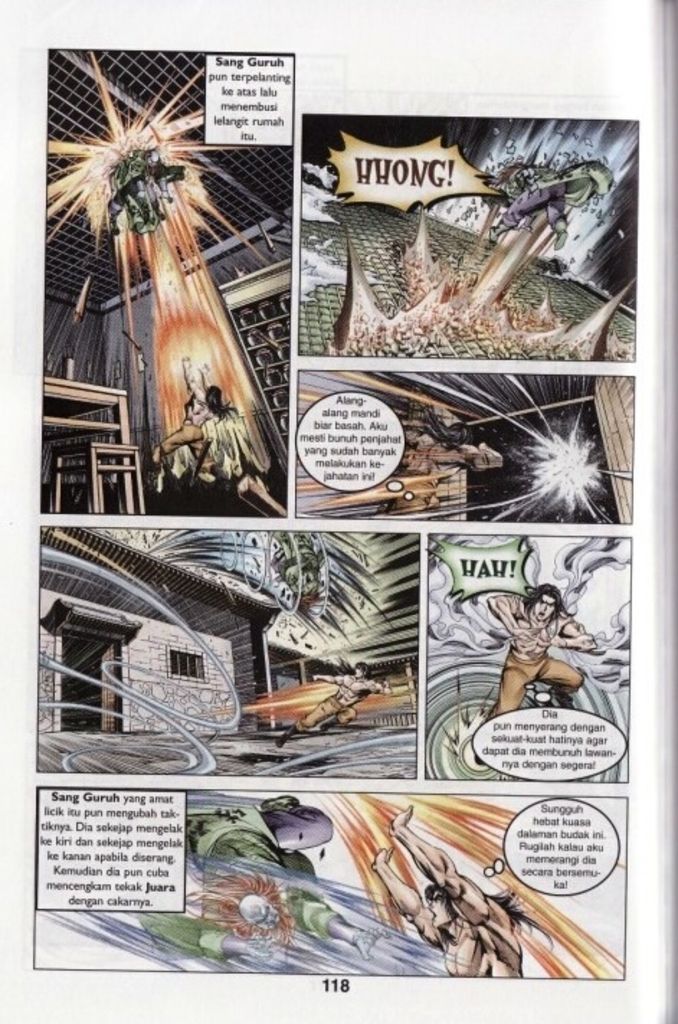 Sang Guruh
pun terpelanting
ke atas lalu
menembusi
lelangit rumah
itu.
HHONG!
Alang-
alang mandi
biar basah. Aku
mesti bunuh penjahat
yang sudah banyak
melakukan ke-
jahatan ini!
HAH!
Dia
pun menyerang dengan
sekuat-kuat hatinya agar
dapat dia membunuh lawan-
nya dengan segera!
Sang Guruh yang amat
licik itu pun mengubah tak-
tiknya. Dia sekejap mengelak
ke kiri dan sekejap mengelak
ke kanan apabila diserang.
Kemudian dia pun cuba
mencengkam tekak Juara
dengan cakarnya.
Sungguh
hebat kuasa
dalaman budak ini.
Rugilah kalau aku
memerangi dia
secara bersemu-
ka!
118